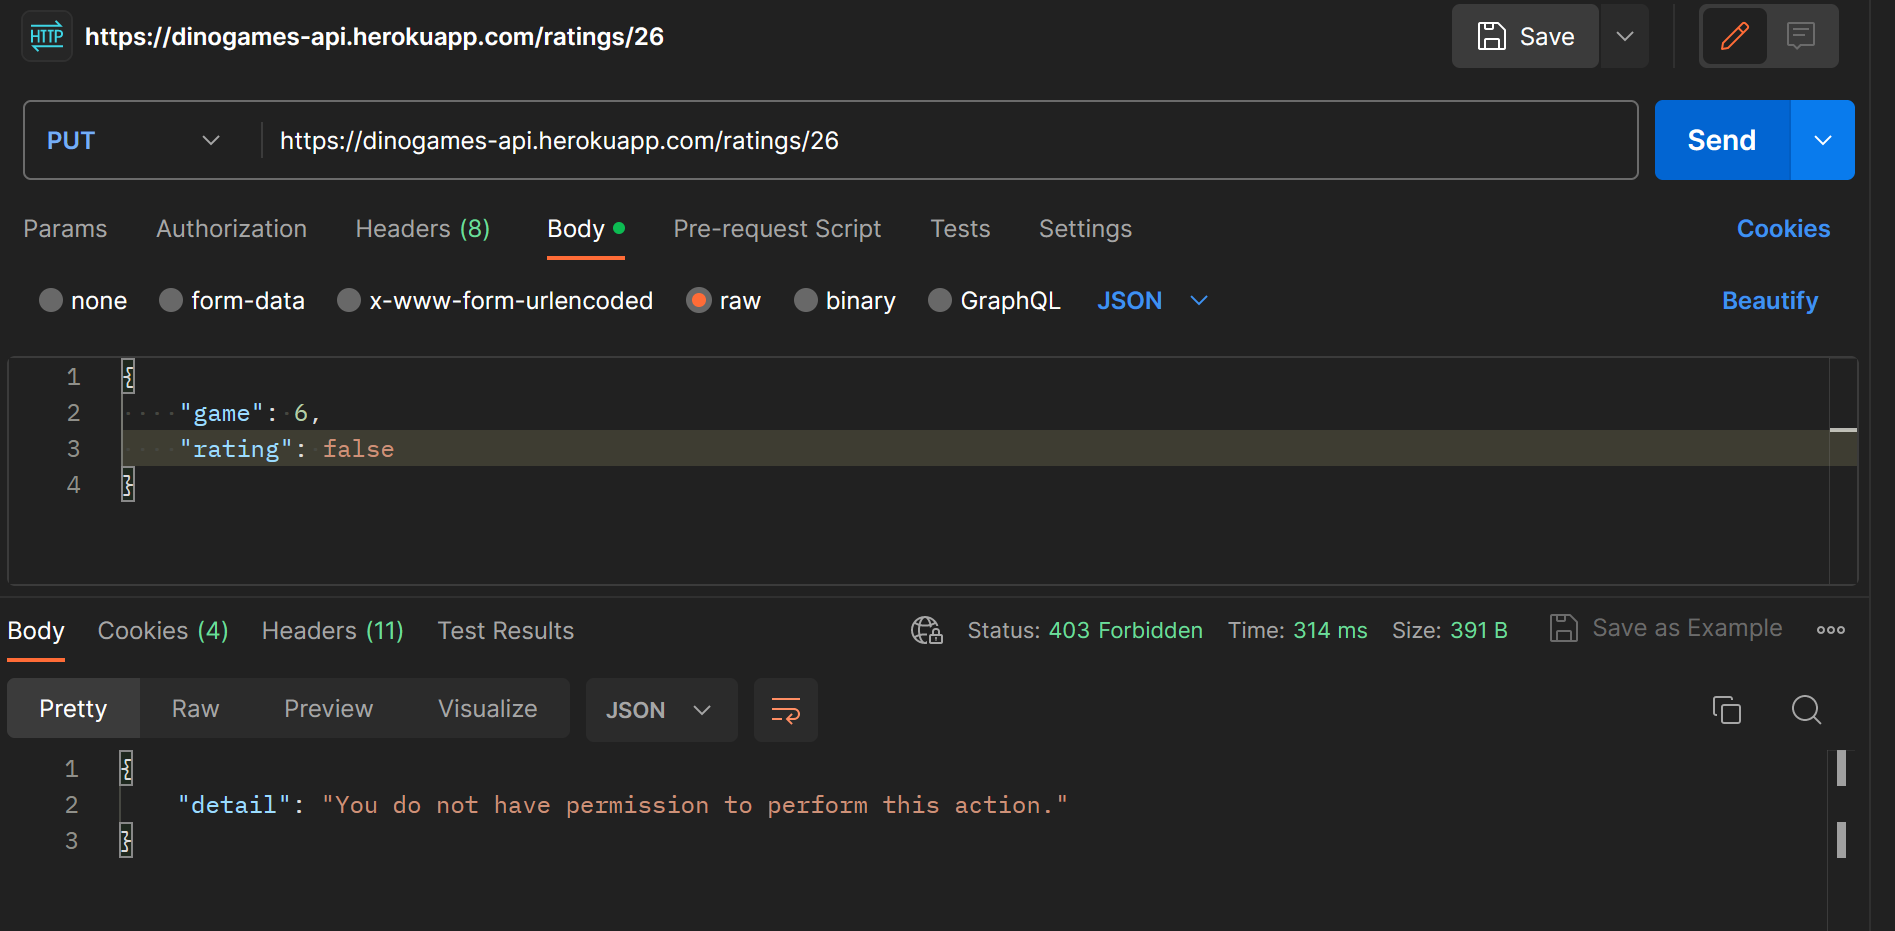 HTTP https://dinogames-api.herokuapp.com/ratings/26 Save
PUT https://dinogames-api.herokuapp.com/ratings/26 Send
Params Authorization Headers (8) Body Pre-request Script Tests Settings Cookies
none form-data x-www-form-urlencoded raw binary GraphQL JSON Beautify
1 {
2 ····"game":·6,
3 ····"rating":·false
4 }
Body Cookies (4) Headers (11) Test Results Status: 403 Forbidden Time: 314 ms Size: 391 B Save as Example
Pretty Raw Preview Visualize JSON
1 {
2 "detail": "You do not have permission to perform this action."
3 }